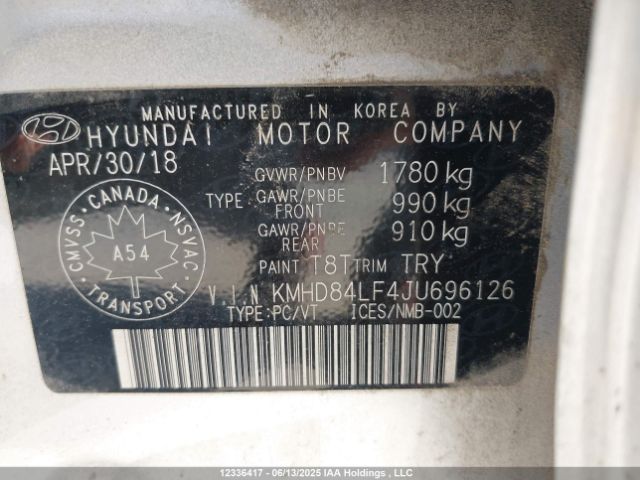 MANUFACTURED IN KOREA BY
HYUNDAI MOTOR COMPANY
APR/30/18
GVWR/PNBV 1780 kg
TYPE GAWR/PNBE FRONT 990 kg
GAWR/PNBE REAR 910 kg
PAINT T8T TRIM TRY
V.I.N KMHD84LF4JU696126
TYPE:PC/VT ICES/NMB-002
CMVSS · CANADA · NSVAC
A54
TRANSPORT
12336417 - 06/13/2025 IAA Holdings , LLC